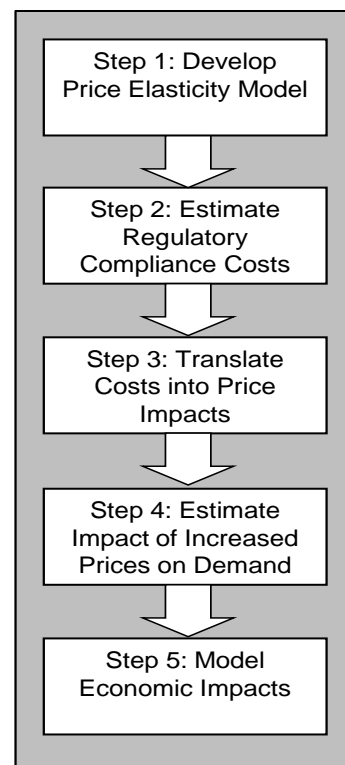 Step 1: Develop
Price Elasticity Model
Step 2: Estimate
Regulatory
Compliance Costs
Step 3: Translate
Costs into Price
Impacts
Step 4: Estimate
Impact of Increased
Prices on Demand
Step 5: Model
Economic Impacts